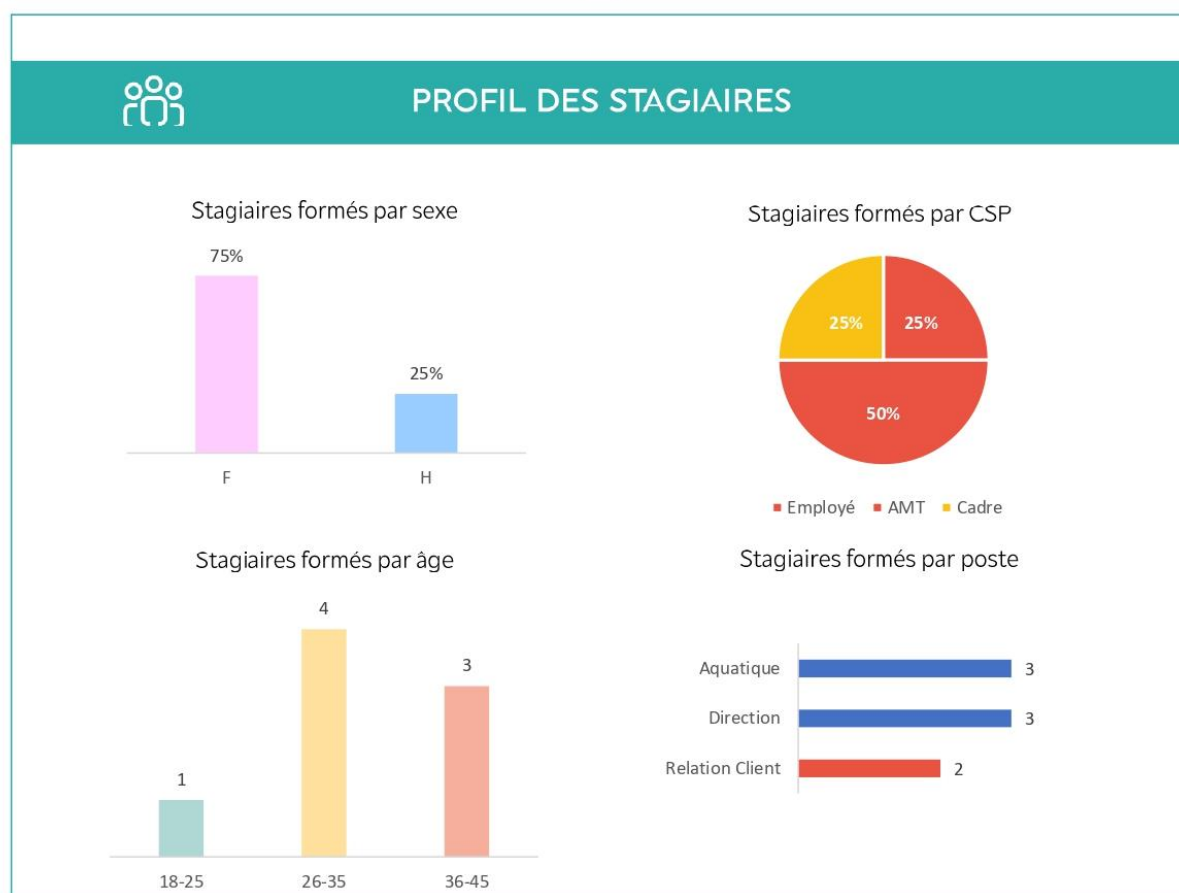 PROFIL DES STAGIAIRES
Stagiaires formés par sexe
75%
25%
F
H
Stagiaires formés par CSP
25%
25%
50%
Employé
AMT
Cadre
Stagiaires formés par âge
4
3
1
18-25
26-35
36-45
Stagiaires formés par poste
Aquatique
3
Direction
3
Relation Client
2